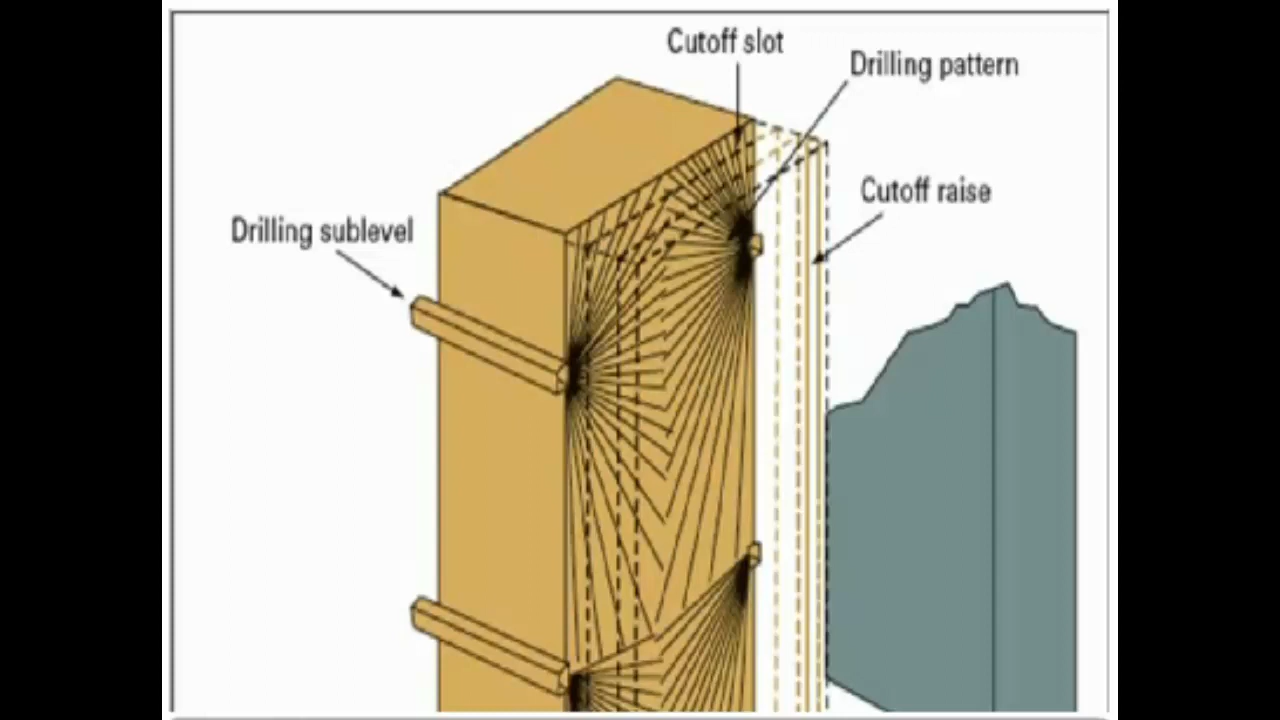 Cutoff slot
Drilling pattern
Cutoff raise
Drilling sublevel